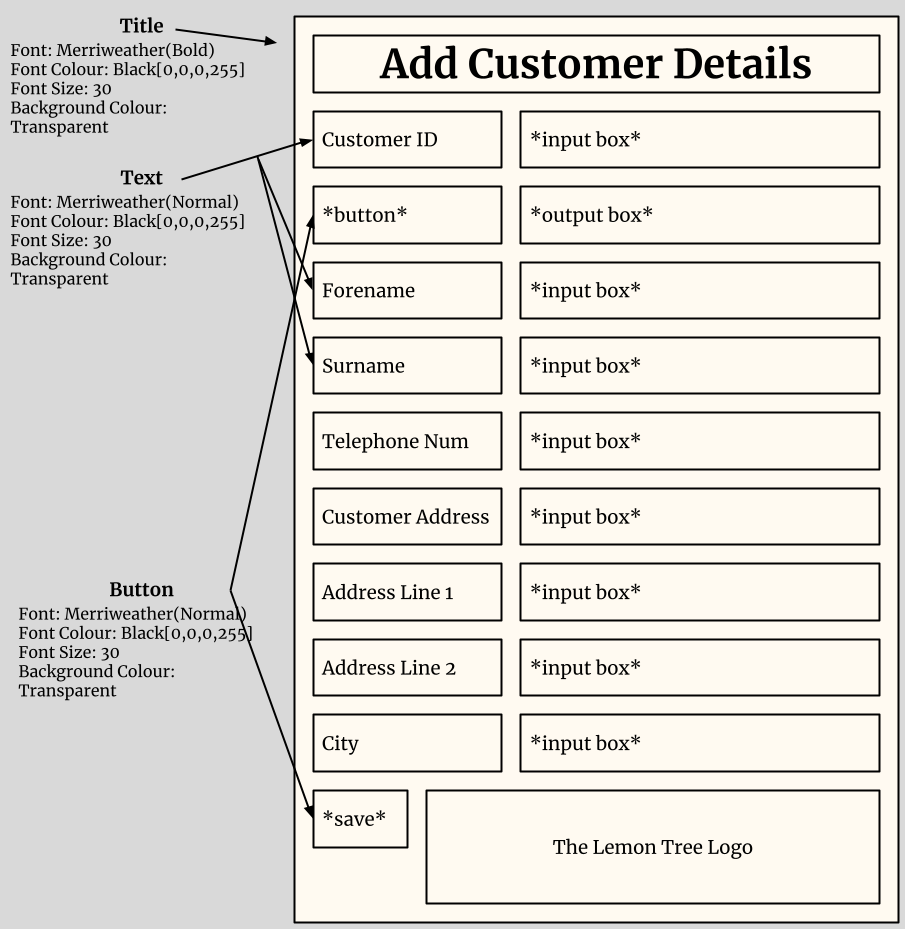 Title
Font: Merriweather(Bold)
Font Colour: Black[0,0,0,255]
Font Size: 30
Background Colour:
Transparent
Text
Font: Merriweather(Normal)
Font Colour: Black[0,0,0,255]
Font Size: 30
Background Colour:
Transparent
Button
Font: Merriweather(Normal)
Font Colour: Black[0,0,0,255]
Font Size: 30
Background Colour:
Transparent
Add Customer Details
Customer ID
*input box*
*button*
*output box*
Forename
*input box*
Surname
*input box*
Telephone Num
*input box*
Customer Address
*input box*
Address Line 1
*input box*
Address Line 2
*input box*
City
*input box*
*save*
The Lemon Tree Logo